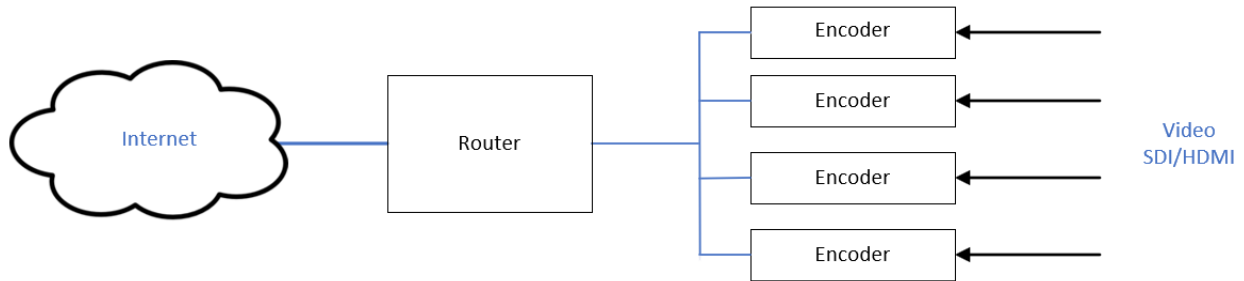 Encoder
Encoder
Internet
Router
Video
SDI/HDMI
Encoder
Encoder